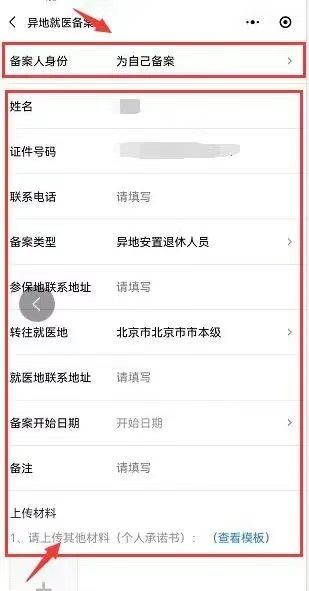 异地就医备案
备案人身份 为自己备案
姓名
证件号码
联系电话 请填写
备案类型 异地安置退休人员
参保地联系地址 请填写
转往就医地 北京市北京市市本级
就医地联系地址 请填写
备案开始日期 开始日期
备注 请填写
上传材料
1、请上传其他材料（个人承诺书）： （查看模板）